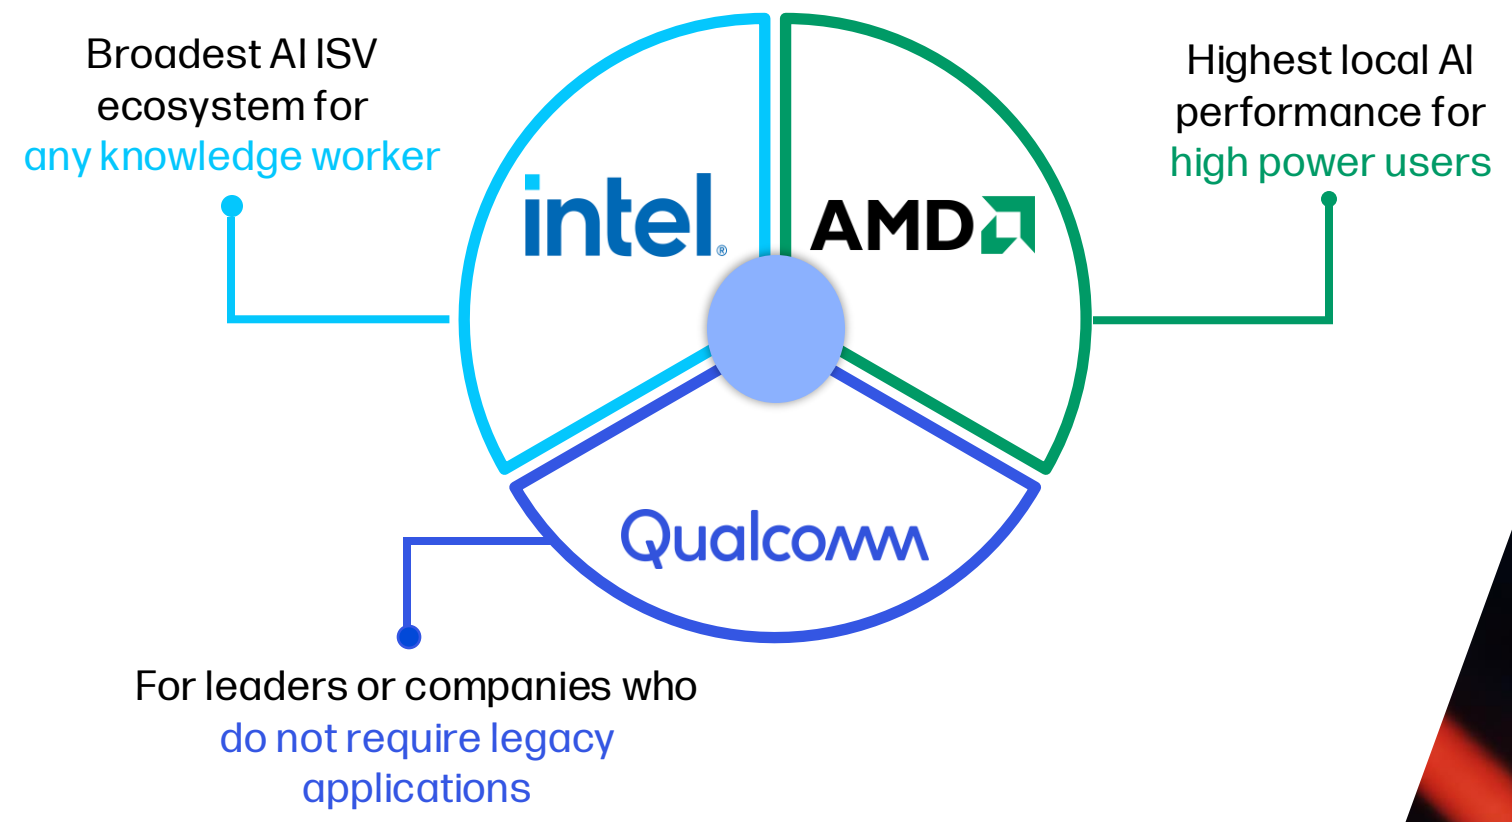 Broadest AI ISV
ecosystem for
any knowledge worker
Highest local AI
performance for
high power users
intel®
AMD
Qualcomm
For leaders or companies who
do not require legacy
applications